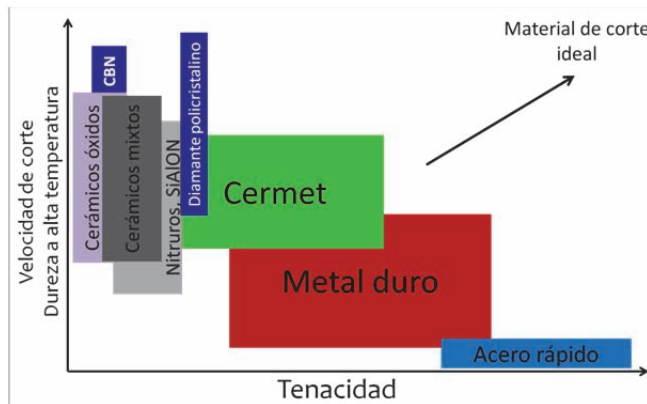 Material de corte
ideal
Velocidad de corte
Dureza a alta temperatura
Cerámicos óxidos
CBN
Cerámicos mixtos
Nitruros, SiAlON
Diamante policristalino
Cermet
Metal duro
Acero rápido
Tenacidad